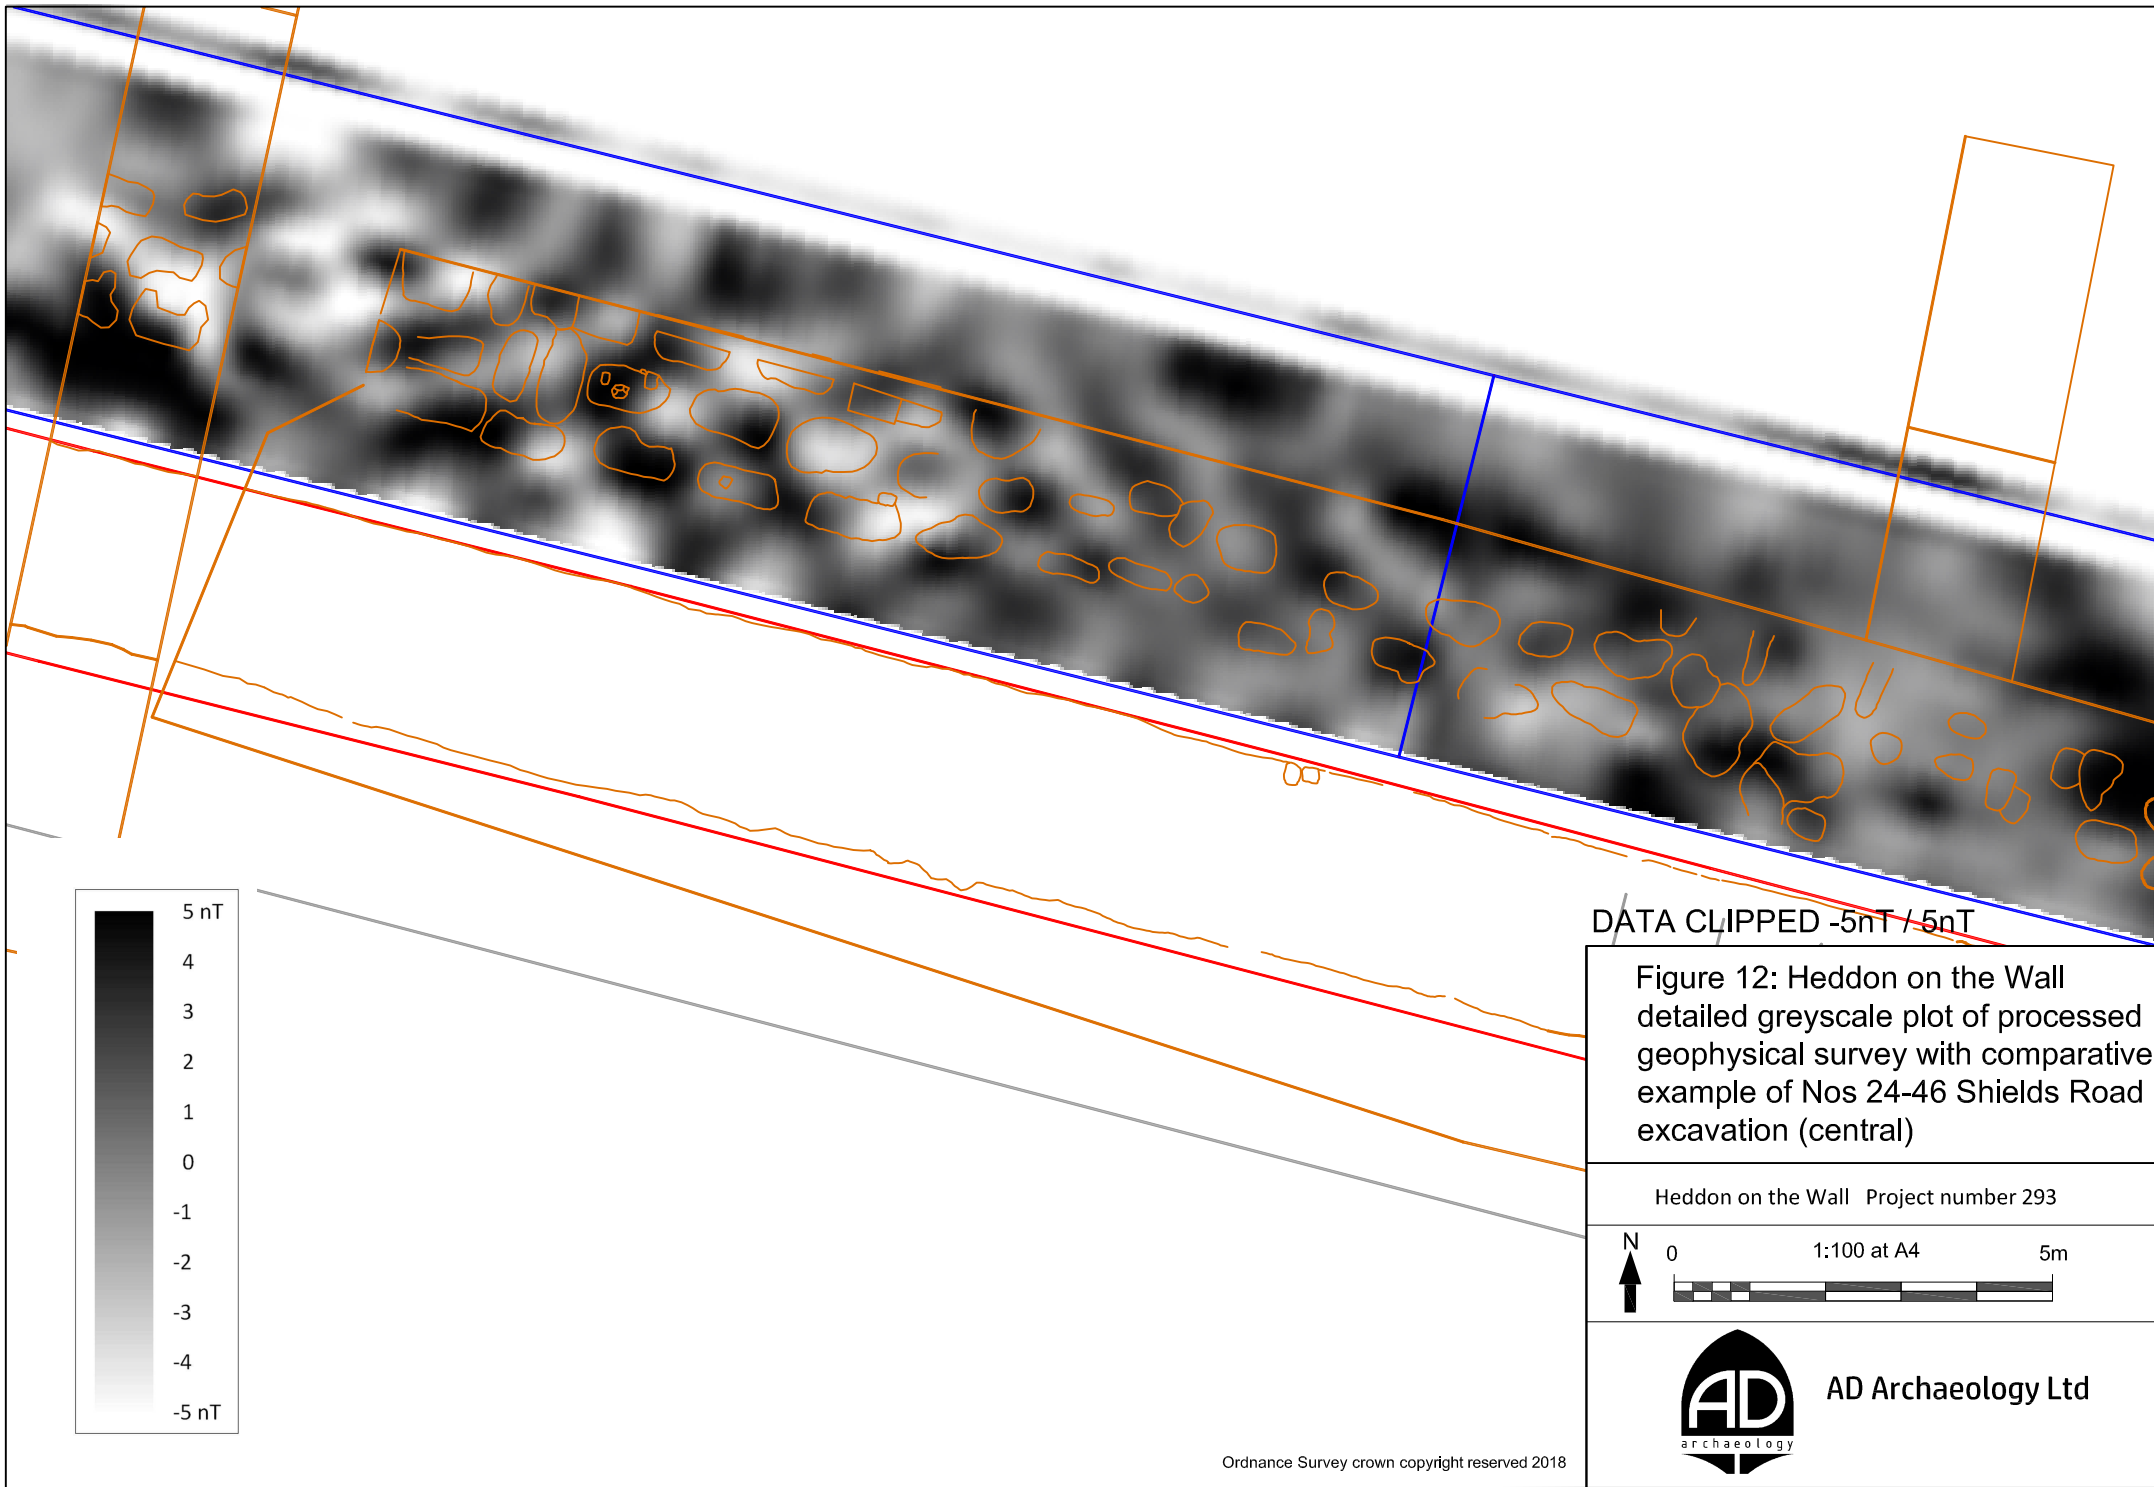 5 nT
4
3
2
1
0
-1
-2
-3
-4
-5 nT
DATA CLIPPED -5nT / 5nT
Figure 12: Heddon on the Wall
detailed greyscale plot of processed
geophysical survey with comparative
example of Nos 24-46 Shields Road
excavation (central)
Heddon on the Wall Project number 293
N
0 1:100 at A4 5m
AD
archaeology
AD Archaeology Ltd
Ordnance Survey crown copyright reserved 2018